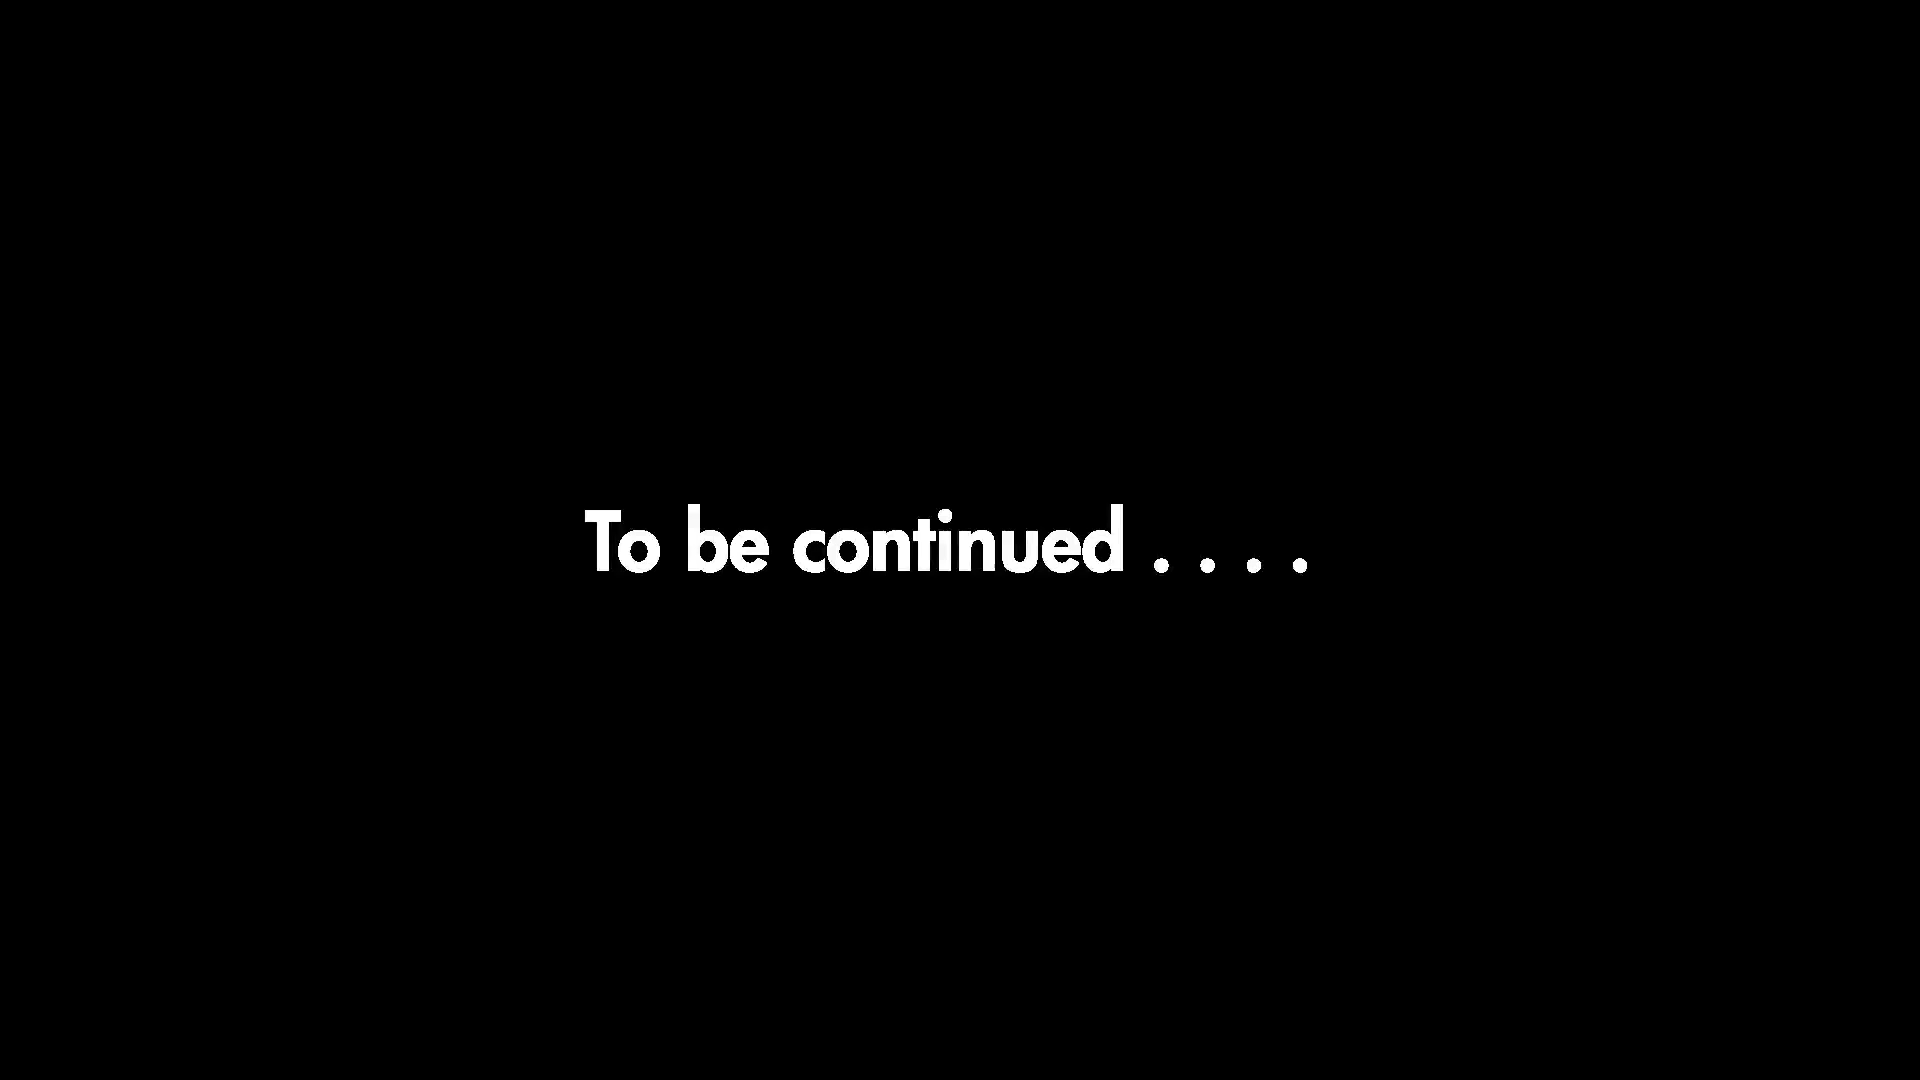 To be continued . . . .